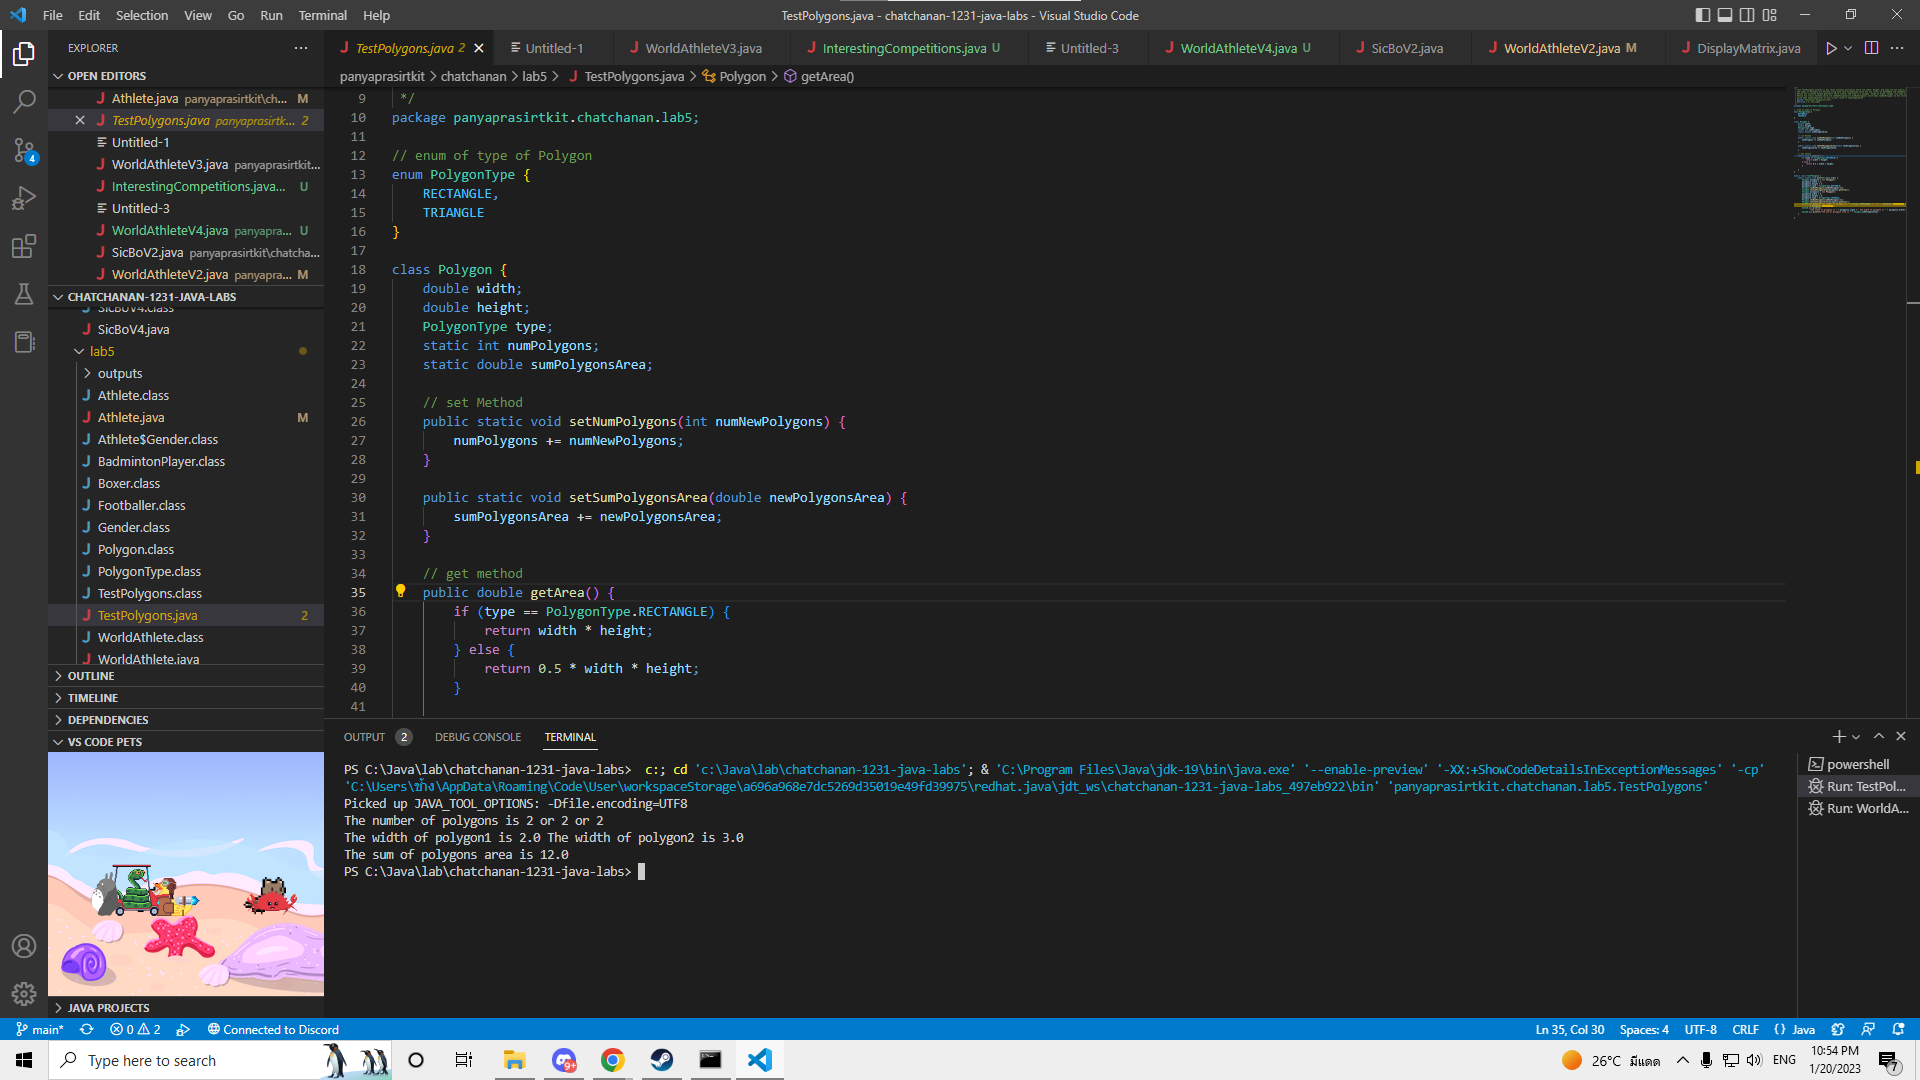 File Edit Selection View Go Run Terminal Help
TestPolygons.java - chatchanan-1231-java-labs - Visual Studio Code
EXPLORER
OPEN EDITORS
Athlete.java panyaprasirtkit\ch... M
TestPolygons.java panyaprasirtk... 2
Untitled-1
WorldAthleteV3.java panyaprasirtkit...
InterestingCompetitions.java... U
Untitled-3
WorldAthleteV4.java panyapra... U
SicBoV2.java panyaprasirtkit\chatcha...
WorldAthleteV2.java panyapra... M
CHATCHANAN-1231-JAVA-LABS
SicBoV4.class
SicBoV4.java
lab5
outputs
Athlete.class
Athlete.java M
Athlete$Gender.class
BadmintonPlayer.class
Boxer.class
Footballer.class
Gender.class
Polygon.class
PolygonType.class
TestPolygons.class
TestPolygons.java 2
WorldAthlete.class
WorldAthlete.java
OUTLINE
TIMELINE
DEPENDENCIES
VS CODE PETS
JAVA PROJECTS
TestPolygons.java 2 Untitled-1 WorldAthleteV3.java InterestingCompetitions.java U Untitled-3 WorldAthleteV4.java U SicBoV2.java WorldAthleteV2.java M DisplayMatrix.java
panyaprasirtkit > chatchanan > lab5 > TestPolygons.java > Polygon > getArea()
9 */
10 package panyaprasirtkit.chatchanan.lab5;
11
12 // enum of type of Polygon
13 enum PolygonType {
14 RECTANGLE,
15 TRIANGLE
16 }
17
18 class Polygon {
19 double width;
20 double height;
21 PolygonType type;
22 static int numPolygons;
23 static double sumPolygonsArea;
24
25 // set Method
26 public static void setNumPolygons(int numNewPolygons) {
27 numPolygons += numNewPolygons;
28 }
29
30 public static void setSumPolygonsArea(double newPolygonsArea) {
31 sumPolygonsArea += newPolygonsArea;
32 }
33
34 // get method
35 public double getArea() {
36 if (type == PolygonType.RECTANGLE) {
37 return width * height;
38 } else {
39 return 0.5 * width * height;
40 }
41
OUTPUT 2 DEBUG CONSOLE TERMINAL
PS C:\Java\lab\chatchanan-1231-java-labs> c:; cd 'c:\Java\lab\chatchanan-1231-java-labs'; & 'C:\Program Files\Java\jdk-19\bin\java.exe' '--enable-preview' '-XX:+ShowCodeDetailsInExceptionMessages' '-cp'
'C:\Users\ช้าง\AppData\Roaming\Code\User\workspaceStorage\a696a968e7dc5269d35019e49fd39975\redhat.java\jdt_ws\chatchanan-1231-java-labs_497eb922\bin' 'panyaprasirtkit.chatchanan.lab5.TestPolygons'
Picked up JAVA_TOOL_OPTIONS: -Dfile.encoding=UTF8
The number of polygons is 2 or 2 or 2
The width of polygon1 is 2.0 The width of polygon2 is 3.0
The sum of polygons area is 12.0
PS C:\Java\lab\chatchanan-1231-java-labs>
powershell
Run: TestPol...
Run: WorldA...
4
main* 0 2 Connected to Discord
Ln 35, Col 30 Spaces: 4 UTF-8 CRLF {} Java
Type here to search
9+
26°C มีแดด ENG
10:54 PM
1/20/2023
7